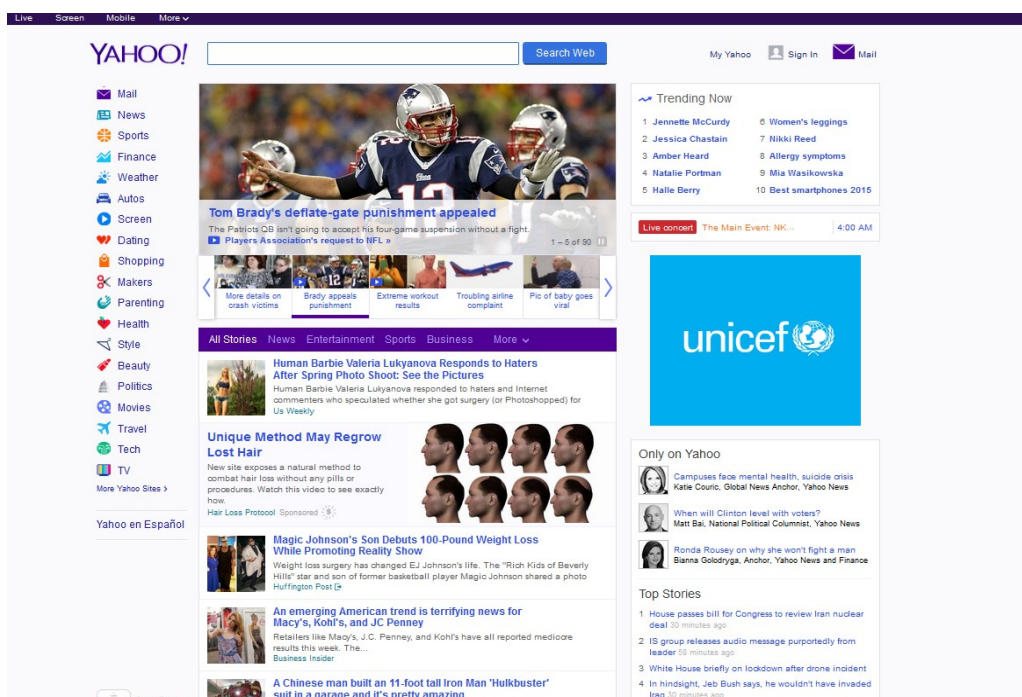 Live Screen Mobile More
YAHOO!
Search Web
My Yahoo Sign In Mail
Mail
News
Sports
Finance
Weather
Autos
Screen
Dating
Shopping
Makers
Parenting
Health
Style
Beauty
Politics
Movies
Travel
Tech
TV
More Yahoo Sites >
Yahoo en Español
12
Tom Brady's deflate-gate punishment appealed
The Patriots QB isn't going to accept his four-game suspension without a fight.
Players Association's request to NFL »
1 – 5 of 90
More details on
crash victims
Brady appeals
punishment
Extreme workout
results
Troubling airline
complaint
Pic of baby goes
viral
All Stories News Entertainment Sports Business More
Human Barbie Valeria Lukyanova Responds to Haters
After Spring Photo Shoot: See the Pictures
Human Barbie Valeria Lukyanova responded to haters and Internet
commenters who speculated whether she got surgery (or Photoshopped) for
Us Weekly
Unique Method May Regrow
Lost Hair
New site exposes a natural method to
combat hair loss without any pills or
procedures. Watch this video to see exactly
how.
Hair Loss Protocol Sponsored $
Magic Johnson's Son Debuts 100-Pound Weight Loss
While Promoting Reality Show
Weight loss surgery has changed EJ Johnson's life. The "Rich Kids of Beverly
Hills" star and son of former basketball player Magic Johnson shared a photo
Huffington Post
An emerging American trend is terrifying news for
Macy's, Kohl's, and JC Penney
Retailers like Macy's, J.C. Penney, and Kohl's have all reported mediocre
results this week. The...
Business Insider
A Chinese man built an 11-foot tall Iron Man 'Hulkbuster'
suit in a garage and it's pretty amazing
Trending Now
1 Jennette McCurdy
2 Jessica Chastain
3 Amber Heard
4 Natalie Portman
5 Halle Berry
6 Women's leggings
7 Nikki Reed
8 Allergy symptoms
9 Mia Wasikowska
10 Best smartphones 2015
Live concert The Main Event: NK... 4:00 AM
unicef
Only on Yahoo
Campuses face mental health, suicide crisis
Katie Couric, Global News Anchor, Yahoo News
When will Clinton level with voters?
Matt Bai, National Political Columnist, Yahoo News
Ronda Rousey on why she won't fight a man
Bianna Golodryga, Anchor, Yahoo News and Finance
Top Stories
1 House passes bill for Congress to review Iran nuclear
deal 30 minutes ago
2 IS group releases audio message purportedly from
leader 58 minutes ago
3 White House briefly on lockdown after drone incident
4 In hindsight, Jeb Bush says, he wouldn't have invaded
Iraq 30 minutes ago